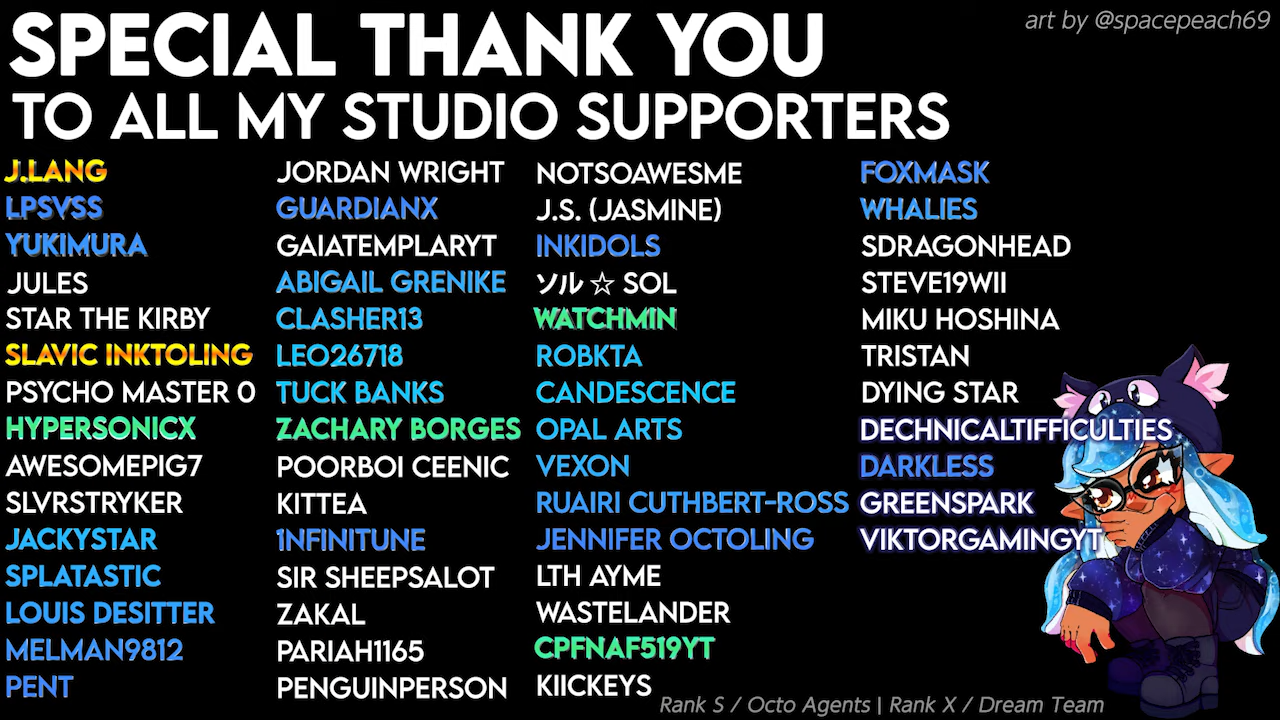 art by @spacepeach69
SPECIAL THANK YOU
TO ALL MY STUDIO SUPPORTERS
J.LANG
LPSVSS
YUKIMURA
JULES
STAR THE KIRBY
SLAVIC INKTOLING
PSYCHO MASTER 0
HYPERSONICX
AWESOMEPIG7
SLVRSTRYKER
JACKYSTAR
SPLATASTIC
LOUIS DESITTER
MELMAN9812
PENT
JORDAN WRIGHT
GUARDIANX
GAIATEMPLARYT
ABIGAIL GRENIKE
CLASHER13
LEO26718
TUCK BANKS
ZACHARY BORGES
POORBOI CEENIC
KITTEA
1NFINITUNE
SIR SHEEPSALOT
ZAKAL
PARIAH1165
PENGUINPERSON
NOTSOAWESME
J.S. (JASMINE)
INKIDOLS
ソル ☆ SOL
WATCHMIN
ROBKTA
CANDESCENCE
OPAL ARTS
VEXON
RUAIRI CUTHBERT-ROSS
JENNIFER OCTOLING
LTH AYME
WASTELANDER
CPFNAF519YT
KIICKEYS
FOXMASK
WHALIES
SDRAGONHEAD
STEVE19WII
MIKU HOSHINA
TRISTAN
DYING STAR
DECHNICALTIFFICULTIES
DARKLESS
GREENSPARK
VIKTORGAMINGYT
Rank S / Octo Agents | Rank X / Dream Team